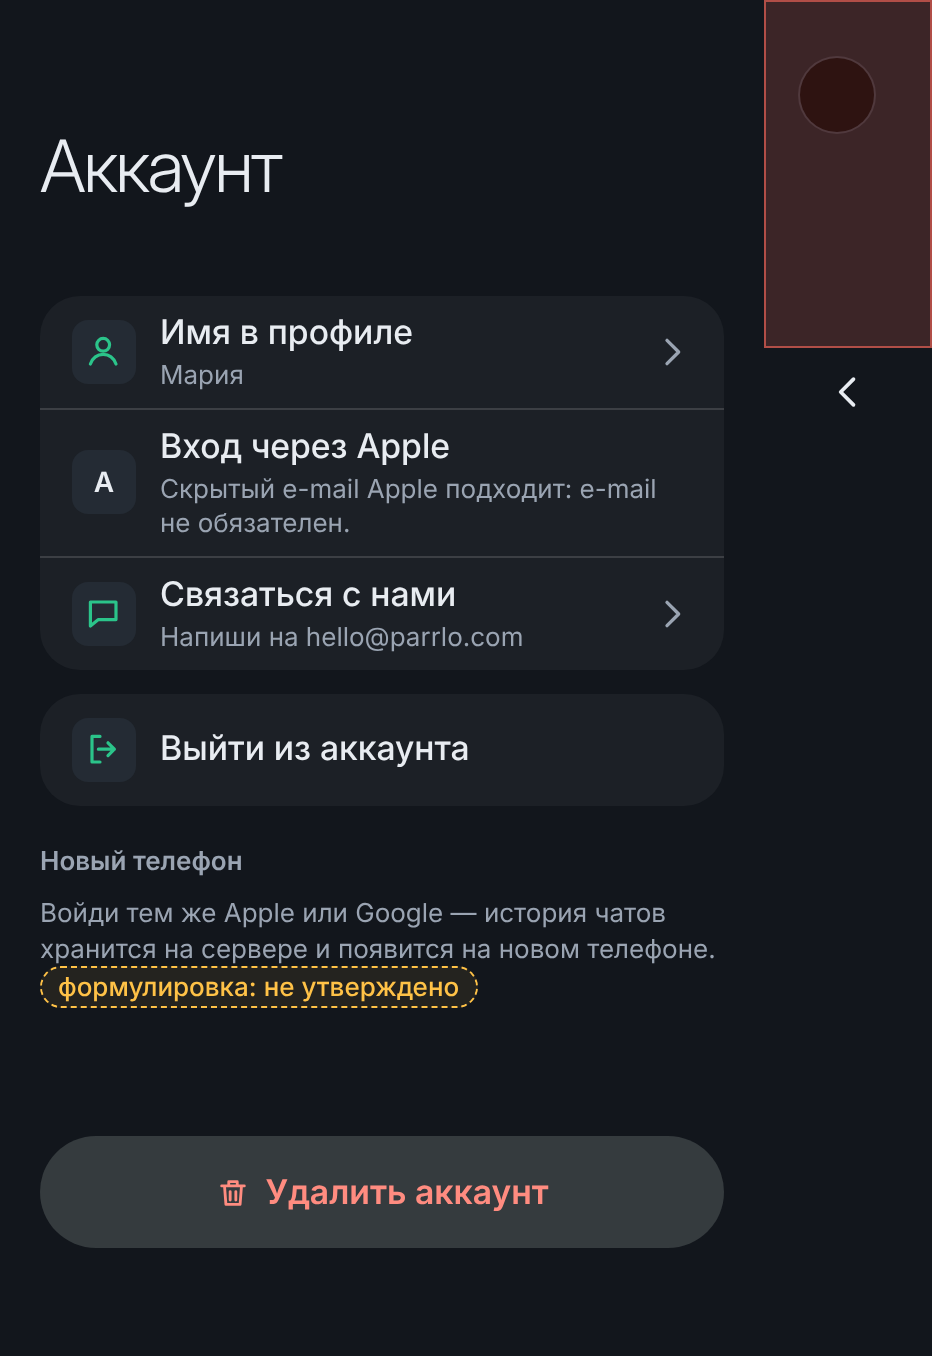 Аккаунт
Имя в профиле
Мария
A
Вход через Apple
Скрытый e-mail Apple подходит: e-mail
не обязателен.
Связаться с нами
Напиши на hello@parrlo.com
Выйти из аккаунта
Новый телефон
Войди тем же Apple или Google — история чатов
хранится на сервере и появится на новом телефоне.
формулировка: не утверждено
Удалить аккаунт